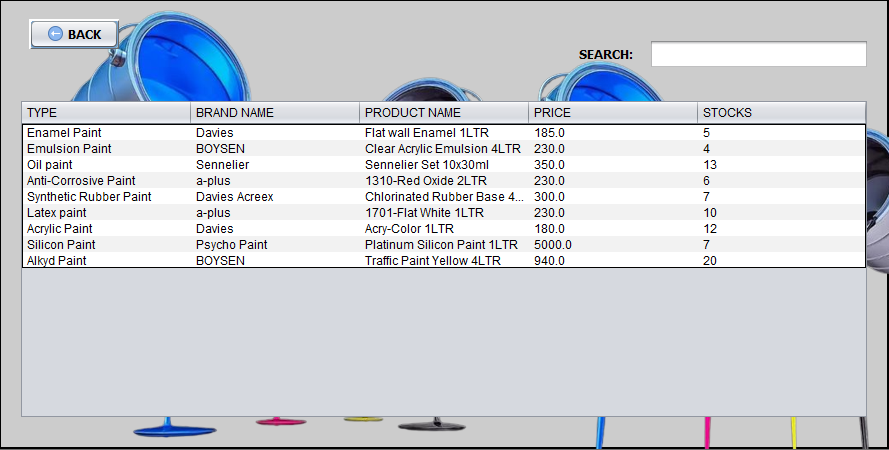 BACK
SEARCH:
TYPE BRAND NAME PRODUCT NAME PRICE STOCKS
Enamel Paint Davies Flat wall Enamel 1LTR 185.0 5
Emulsion Paint BOYSEN Clear Acrylic Emulsion 4LTR 230.0 4
Oil paint Sennelier Sennelier Set 10x30ml 350.0 13
Anti-Corrosive Paint a-plus 1310-Red Oxide 2LTR 230.0 6
Synthetic Rubber Paint Davies Acreex Chlorinated Rubber Base 4... 300.0 7
Latex paint a-plus 1701-Flat White 1LTR 230.0 10
Acrylic Paint Davies Acry-Color 1LTR 180.0 12
Silicon Paint Psycho Paint Platinum Silicon Paint 1LTR 5000.0 7
Alkyd Paint BOYSEN Traffic Paint Yellow 4LTR 940.0 20